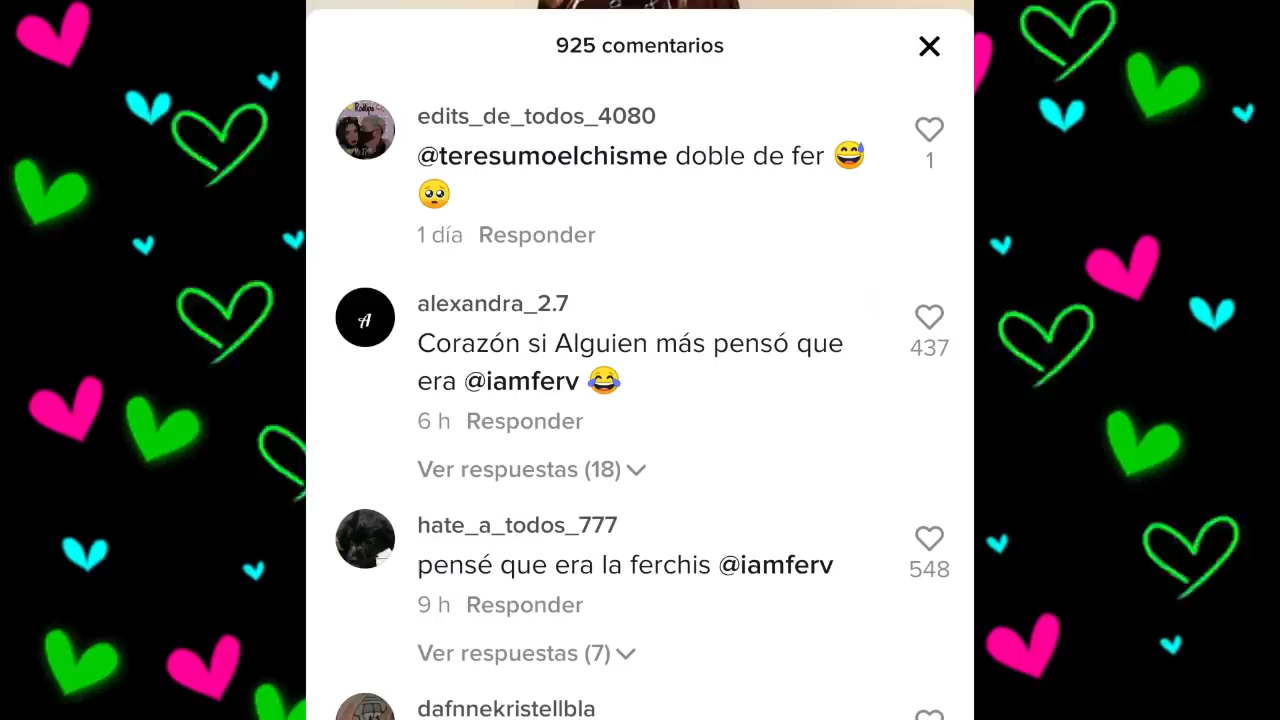 925 comentarios
edits_de_todos_4080
@teresumoelchisme doble de fer 😅
🥺
1
1 día Responder
alexandra_2.7
Corazón si Alguien más pensó que
era @iamferv 😂
437
6 h Responder
Ver respuestas (18)
hate_a_todos_777
pensé que era la ferchis @iamferv
548
9 h Responder
Ver respuestas (7)
dafnnekristellbla